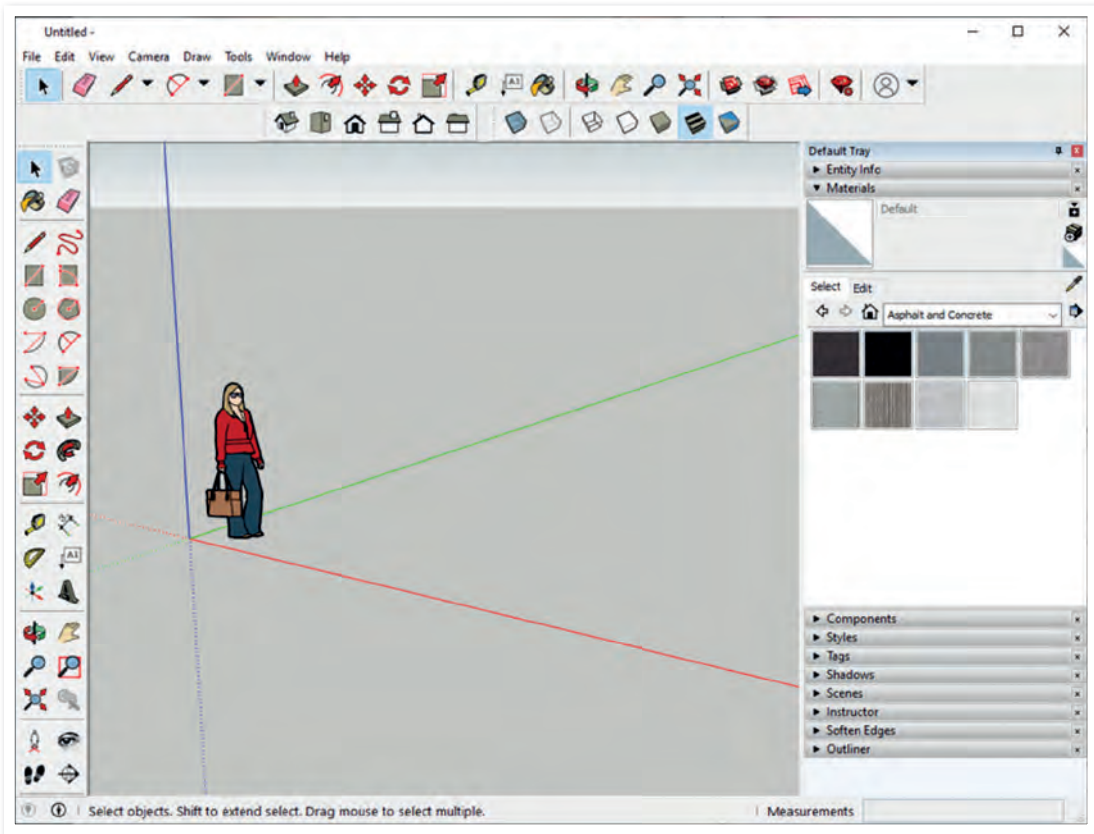 Untitled -
File Edit View Camera Draw Tools Window Help
A1
Default Tray
Entity Info
Materials
Default
Select Edit
Asphalt and Concrete
A1
Components
Styles
Tags
Shadows
Scenes
Instructor
Soften Edges
Outliner
Select objects. Shift to extend select. Drag mouse to select multiple.
Measurements